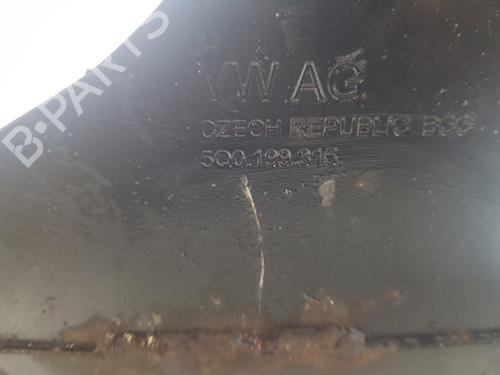 B-PARTS
VW AG.
CZECH REPUBLIC BCG
5Q0.199.315.